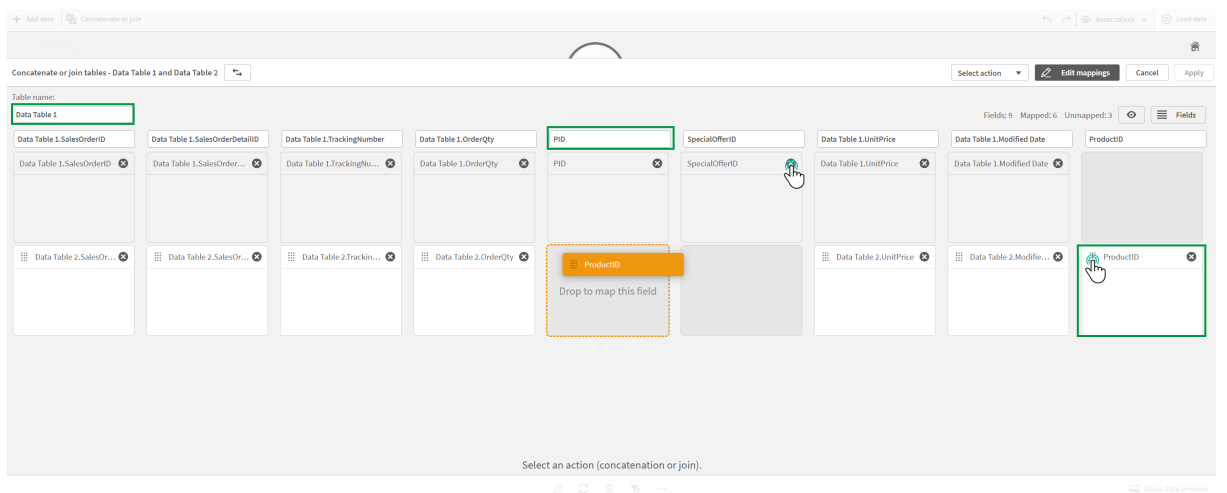 Add data Concatenate or join Associations Load data
Concatenate or join tables - Data Table 1 and Data Table 2 Select action Edit mappings Cancel Apply
Table name:
Data Table 1 Fields: 9 Mapped: 6 Unmapped: 3 Fields
Data Table 1.SalesOrderID Data Table 1.SalesOrderDetailID Data Table 1.TrackingNumber Data Table 1.OrderQty PID SpecialOfferID Data Table 1.UnitPrice Data Table 1.Modified Date ProductID
Data Table 1.SalesOrderID Data Table 1.SalesOrder... Data Table 1.TrackingNu... Data Table 1.OrderQty PID SpecialOfferID Data Table 1.UnitPrice Data Table 1.Modified Date
Data Table 2.SalesOr... Data Table 2.SalesOr... Data Table 2.Trackin... Data Table 2.OrderQty ProductID Data Table 2.UnitPrice Data Table 2.Modifie... ProductID
Drop to map this field
Select an action (concatenation or join).
Show data preview